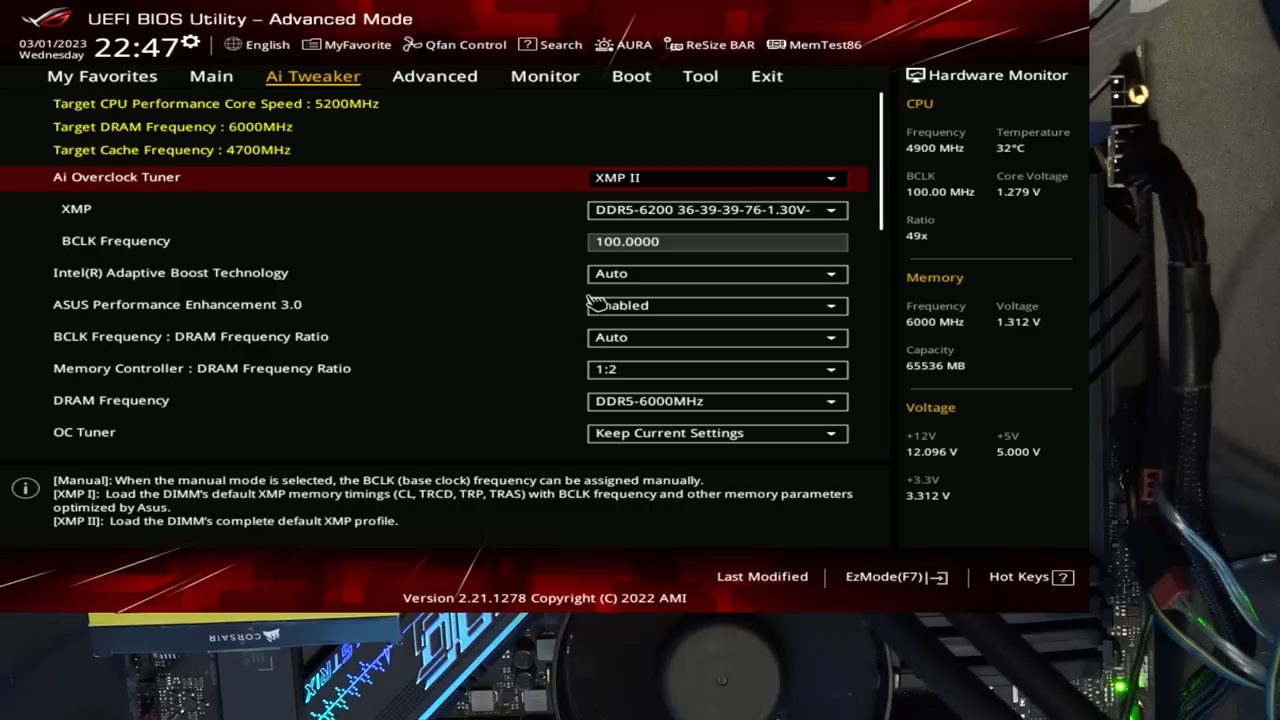 UEFI BIOS Utility – Advanced Mode
03/01/2023
Wednesday
22:47
English
MyFavorite
Qfan Control
? Search
AURA
ReSize BAR
MemTest86
My Favorites
Main
Ai Tweaker
Advanced
Monitor
Boot
Tool
Exit
Target CPU Performance Core Speed : 5200MHz
Target DRAM Frequency : 6000MHz
Target Cache Frequency : 4700MHz
Ai Overclock Tuner
XMP II
XMP
DDR5-6200 36-39-39-76-1.30V-
BCLK Frequency
100.0000
Intel(R) Adaptive Boost Technology
Auto
ASUS Performance Enhancement 3.0
BCLK Frequency : DRAM Frequency Ratio
Auto
Memory Controller : DRAM Frequency Ratio
1:2
DRAM Frequency
DDR5-6000MHz
OC Tuner
Keep Current Settings
[Manual]: When the manual mode is selected, the BCLK (base clock) frequency can be assigned manually.
[XMP I]: Load the DIMM's default XMP memory timings (CL, TRCD, TRP, TRAS) with BCLK frequency and other memory parameters
optimized by Asus.
[XMP II]: Load the DIMM's complete default XMP profile.
Hardware Monitor
CPU
Frequency
Temperature
4900 MHz
32°C
BCLK
Core Voltage
100.00 MHz
1.279 V
Ratio
49x
Memory
Frequency
Voltage
6000 MHz
1.312 V
Capacity
65536 MB
Voltage
+12V
+5V
12.096 V
5.000 V
+3.3V
3.312 V
Last Modified
EzMode(F7)
Hot Keys ?
Version 2.21.1278 Copyright (C) 2022 AMI
CORSAIR
STRIX